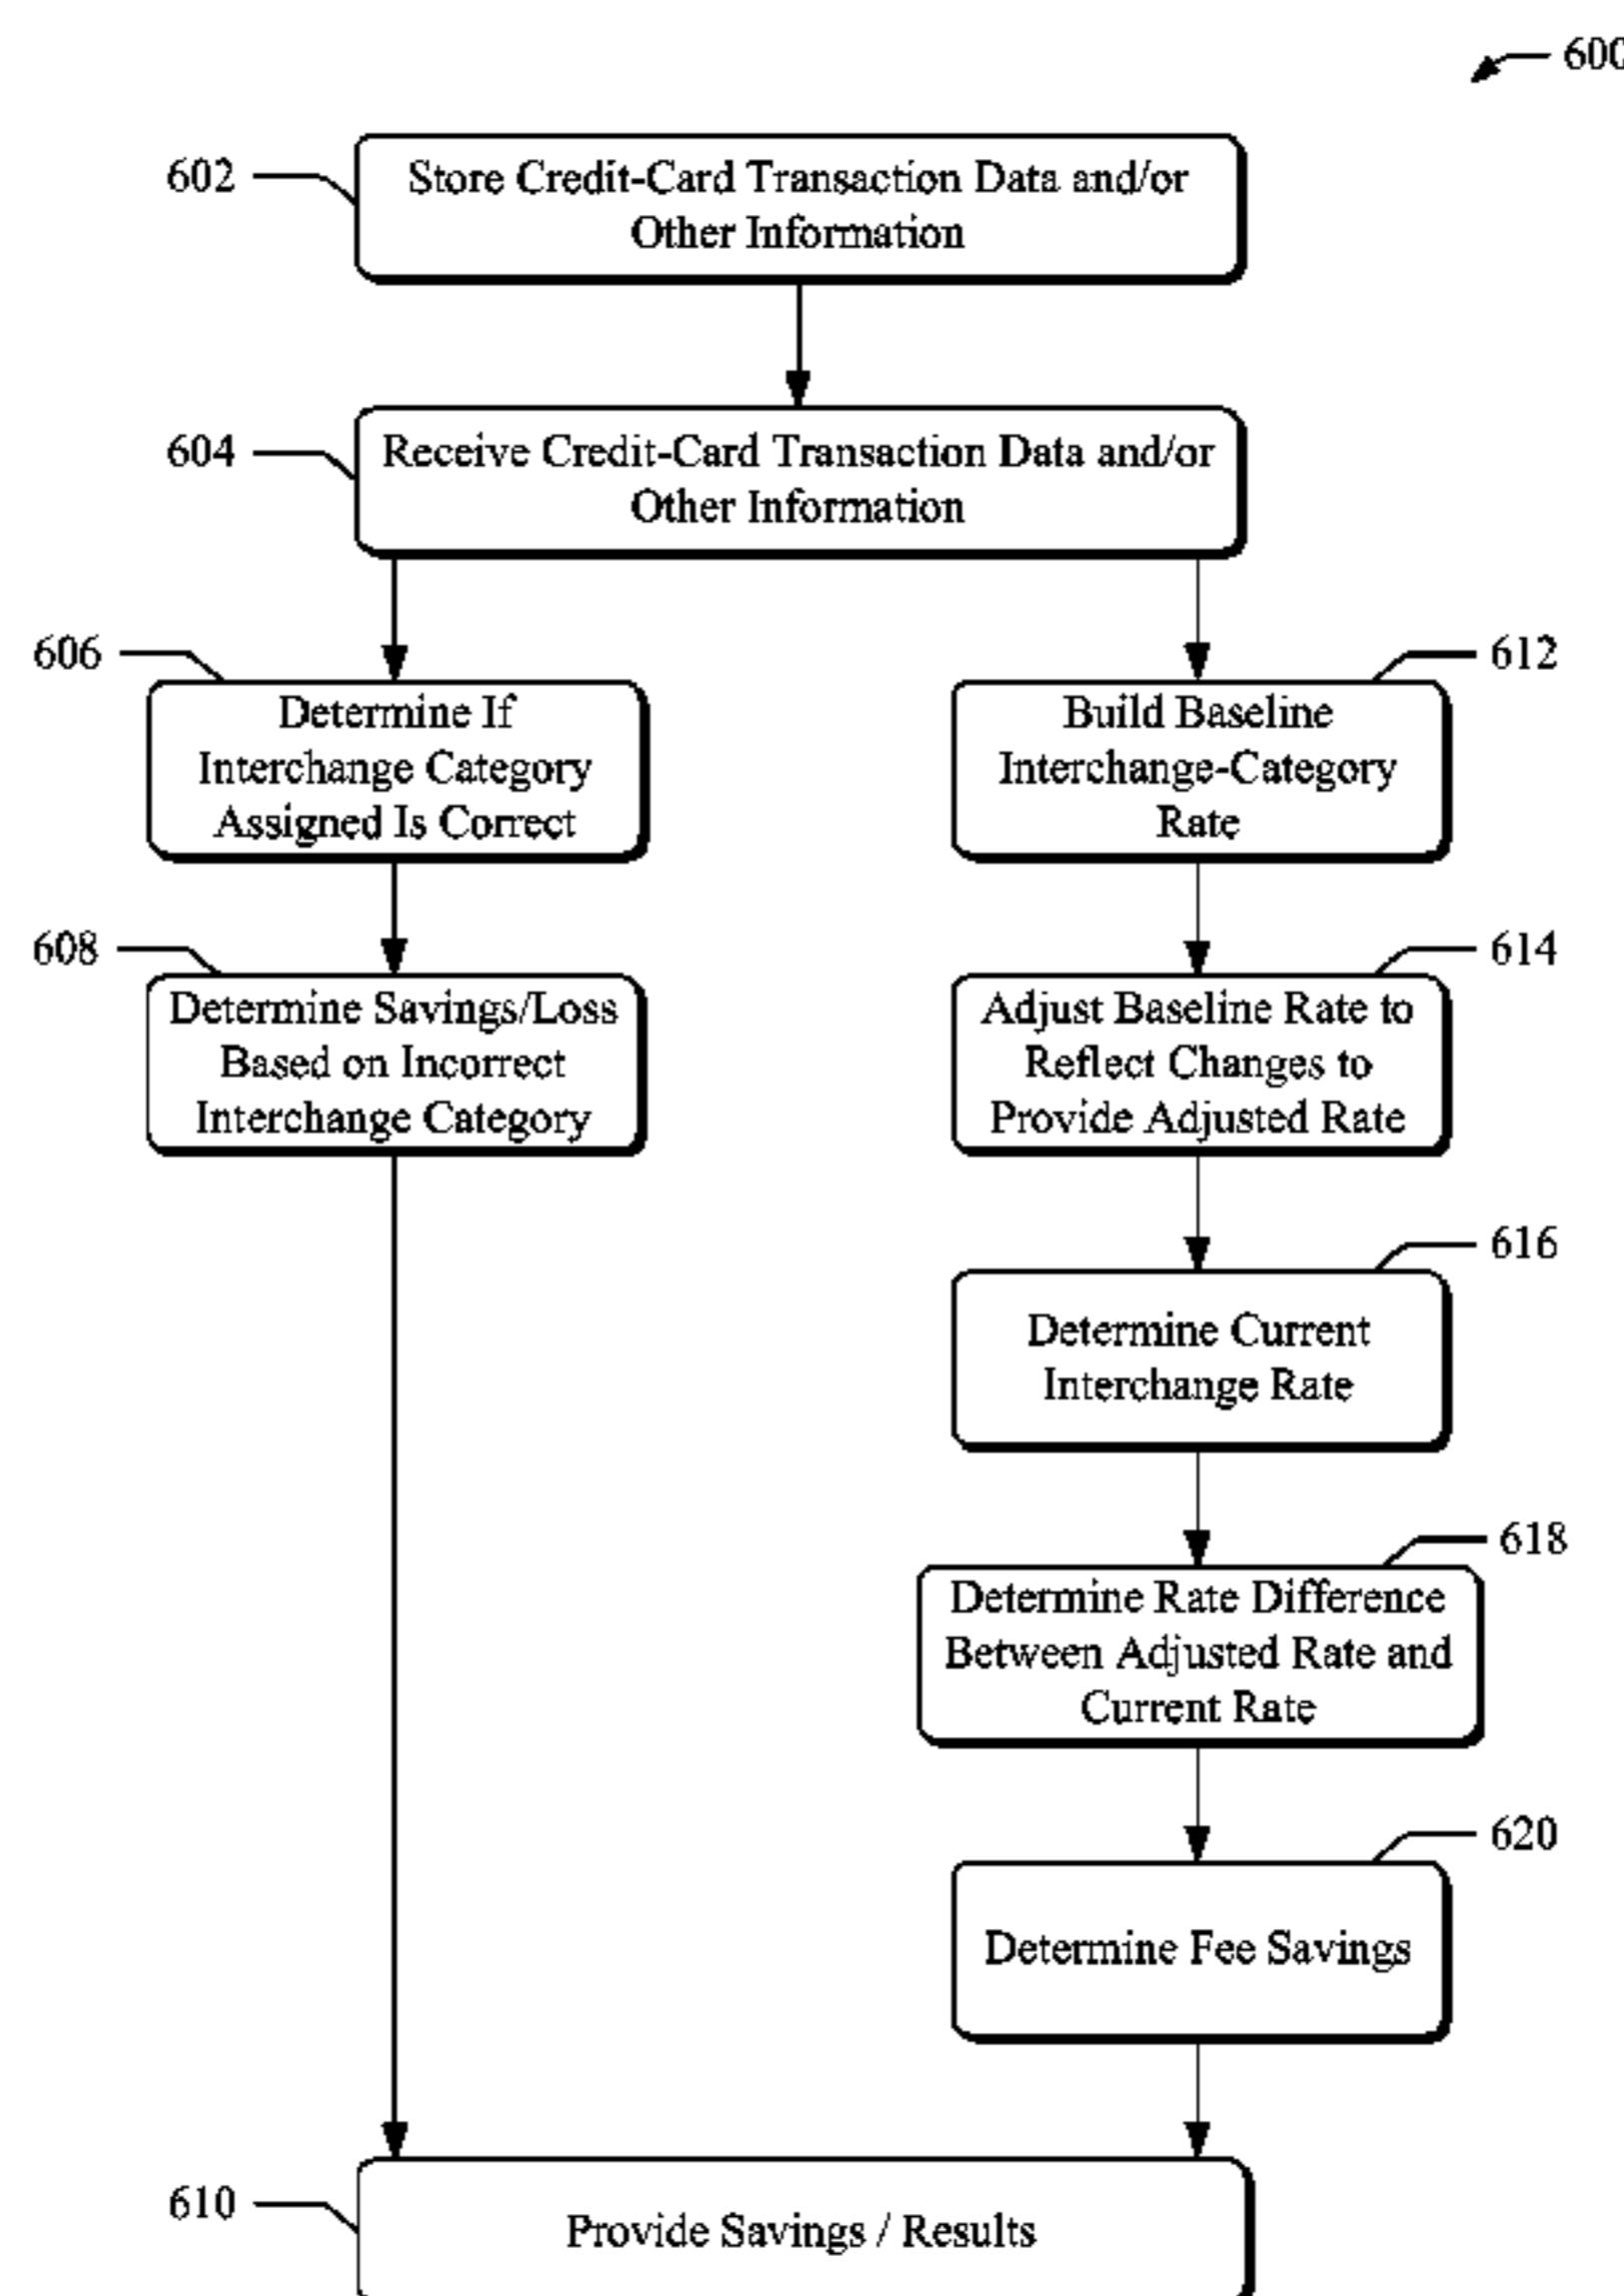 600
602
Store Credit-Card Transaction Data and/or
Other Information
604
Receive Credit-Card Transaction Data and/or
Other Information
606
Determine If
Interchange Category
Assigned Is Correct
612
Build Baseline
Interchange-Category
Rate
608
Determine Savings/Loss
Based on Incorrect
Interchange Category
614
Adjust Baseline Rate to
Reflect Changes to
Provide Adjusted Rate
616
Determine Current
Interchange Rate
618
Determine Rate Difference
Between Adjusted Rate and
Current Rate
620
Determine Fee Savings
610
Provide Savings / Results